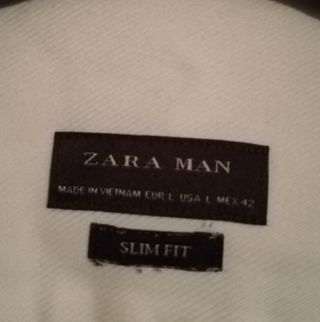 ZARA MAN
MADE IN VIETNAM EUR L USA L MEX 42
SLIM FIT